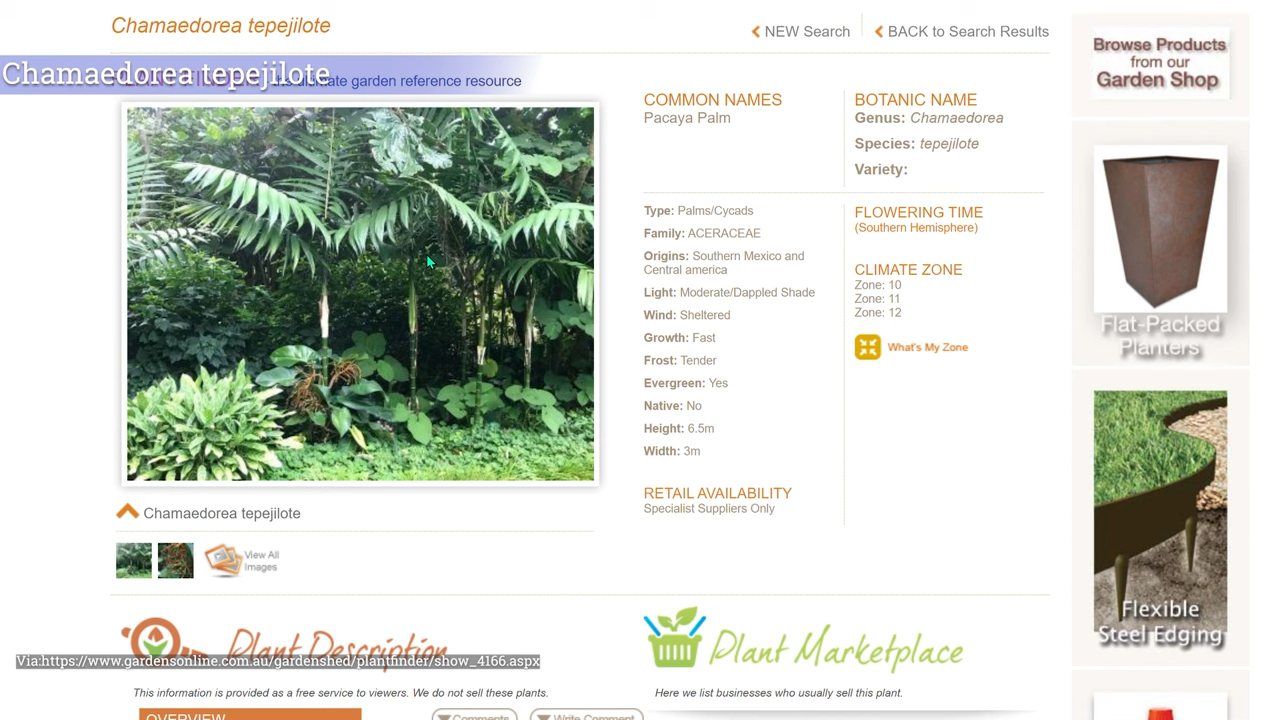 Chamaedorea tepejilote
NEW Search
BACK to Search Results
Chamaedorea tepejilote
the ultimate garden reference resource
COMMON NAMES
Pacaya Palm
BOTANIC NAME
Genus: Chamaedorea
Species: tepejilote
Variety:
Type: Palms/Cycads
Family: ACERACEAE
Origins: Southern Mexico and
Central america
Light: Moderate/Dappled Shade
Wind: Sheltered
Growth: Fast
Frost: Tender
Evergreen: Yes
Native: No
Height: 6.5m
Width: 3m
RETAIL AVAILABILITY
Specialist Suppliers Only
FLOWERING TIME
(Southern Hemisphere)
CLIMATE ZONE
Zone: 10
Zone: 11
Zone: 12
What's My Zone
Chamaedorea tepejilote
View All
Images
Plant Description
Via:https://www.gardensonline.com.au/gardenshed/plantfinder/show_4166.aspx
This information is provided as a free service to viewers. We do not sell these plants.
OVERVIEW
Comments
Write Comment
Plant Marketplace
Here we list businesses who usually sell this plant.
Browse Products
from our
Garden Shop
Flat-Packed
Planters
Flexible
Steel Edging